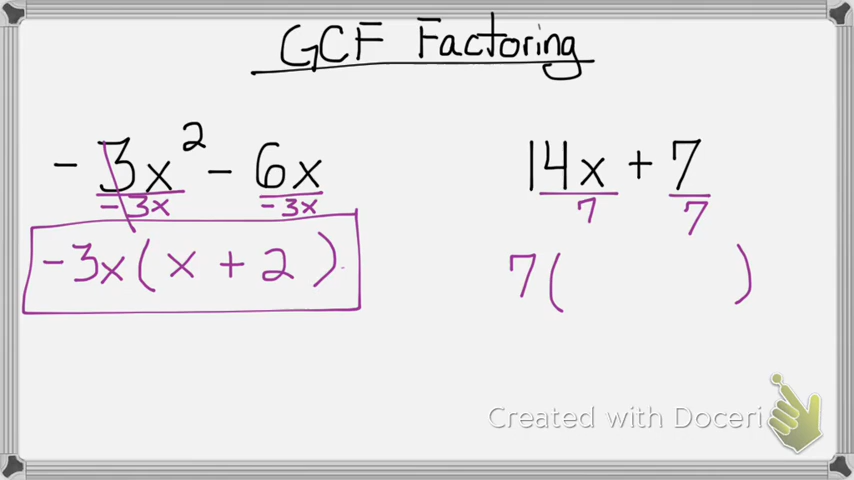 GCF Factoring
- 3x² - 6x
-3x -3x
-3x(x + 2)
14x + 7
7 7
7( )
Created with Doceri